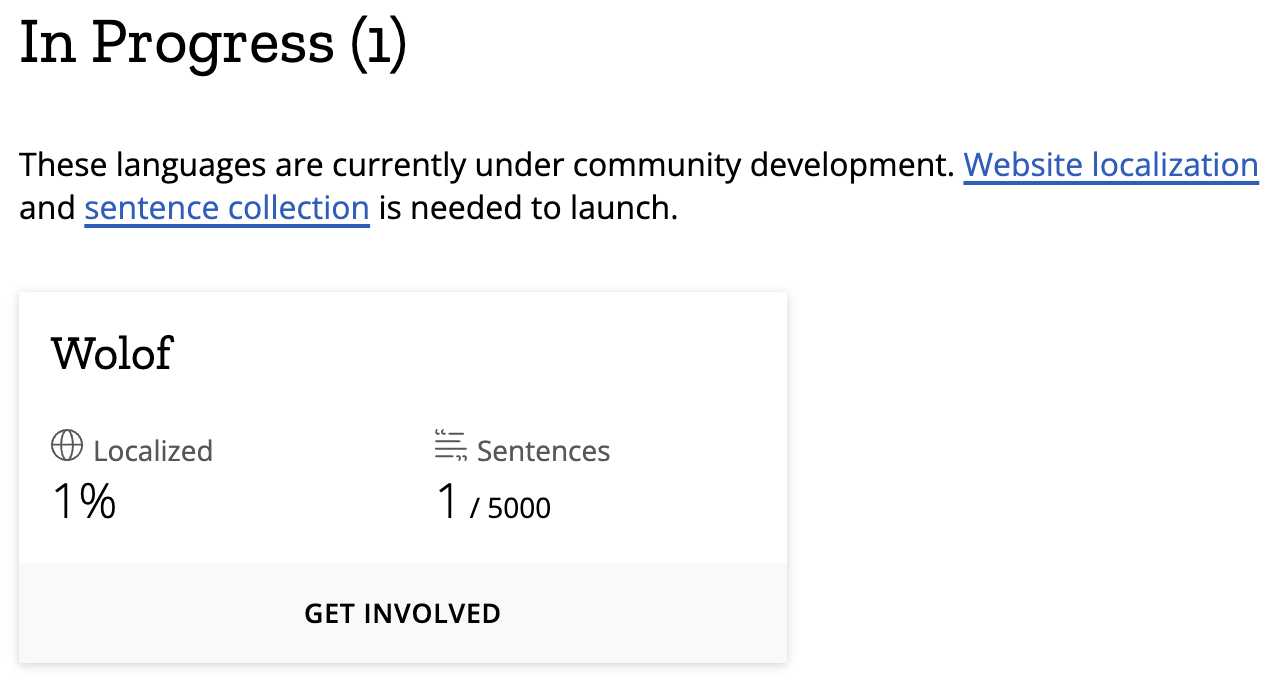 In Progress (1)
These languages are currently under community development. Website localization
and sentence collection is needed to launch.
Wolof
Localized
Sentences
1%
1 / 5000
GET INVOLVED